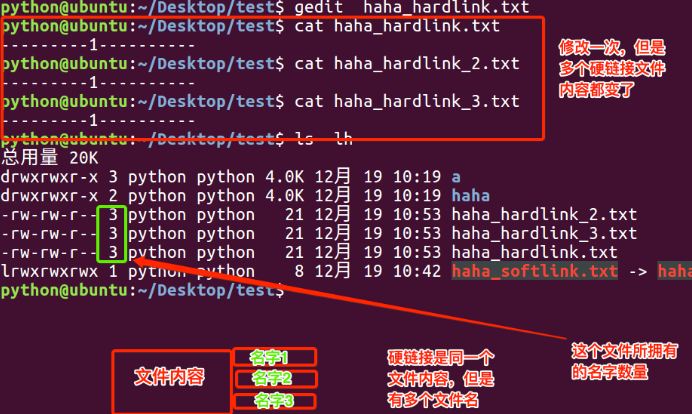 python@ubuntu:~/Desktop/test$ gedit  haha_hardlink.txt
python@ubuntu:~/Desktop/test$ cat haha_hardlink.txt
---------1----------
python@ubuntu:~/Desktop/test$ cat haha_hardlink_2.txt
---------1----------
python@ubuntu:~/Desktop/test$ cat haha_hardlink_3.txt
---------1----------
修改一次，但是
多个硬链接文件
内容都变了
python@ubuntu:~/Desktop/test$ ls -lh
总用量 20K
drwxrwxr-x 3 python python 4.0K 12月 19 10:19 a
drwxrwxr-x 2 python python 4.0K 12月 19 10:19 haha
-rw-rw-r-- 3 python python   21 12月 19 10:53 haha_hardlink_2.txt
-rw-rw-r-- 3 python python   21 12月 19 10:53 haha_hardlink_3.txt
-rw-rw-r-- 3 python python   21 12月 19 10:53 haha_hardlink.txt
lrwxrwxrwx 1 python python    8 12月 19 10:42 haha_softlink.txt -> haha
python@ubuntu:~/Desktop/test$
文件内容
名字1
名字2
名字3
硬链接是同一个
文件内容，但是
有多个文件名
这个文件所拥有
的名字数量